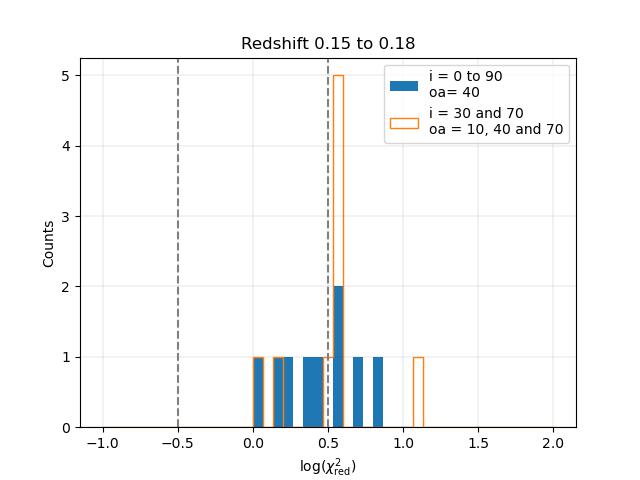 Redshift 0.15 to 0.18
i = 0 to 90
oa= 40
i = 30 and 70
oa = 10, 40 and 70
Counts
5
4
3
2
1
0
−1.0 −0.5 0.0 0.5 1.0 1.5 2.0
log(χ²red)